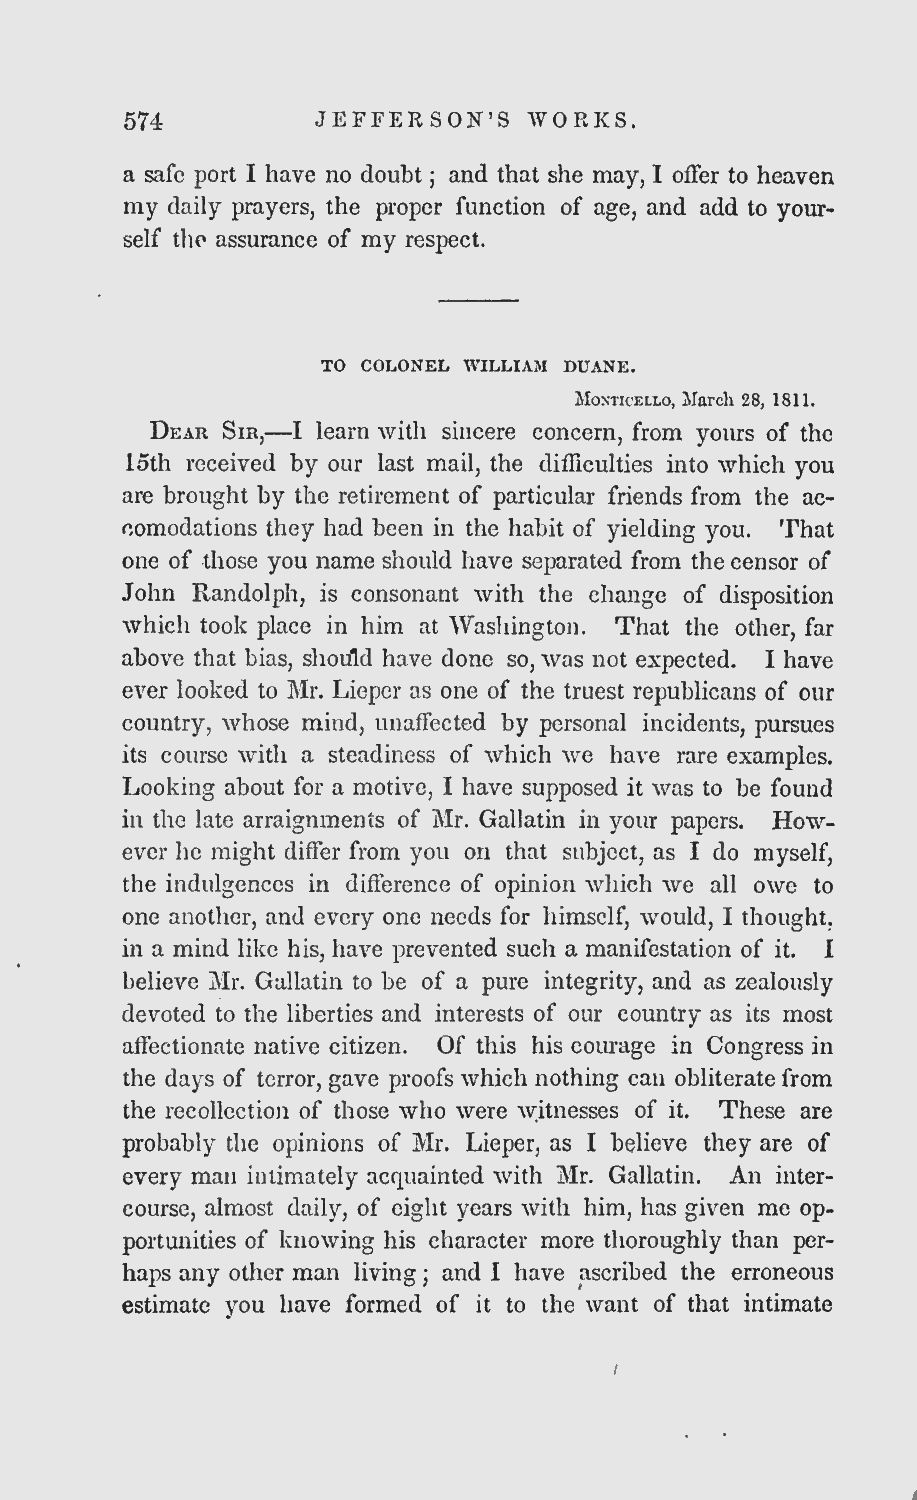 574 JEFFERSON'S WORKS.
a safe port I have no doubt ; and that she may, I offer to heaven
my daily prayers, the proper function of age, and add to your-
self the assurance of my respect.
TO COLONEL WILLIAM DUANE.
MONTICELLO, March 28, 1811.
DEAR SIR,—I learn with sincere concern, from yours of the
15th received by our last mail, the difficulties into which you
are brought by the retirement of particular friends from the ac-
comodations they had been in the habit of yielding you. That
one of those you name should have separated from the censor of
John Randolph, is consonant with the change of disposition
which took place in him at Washington. That the other, far
above that bias, should have done so, was not expected. I have
ever looked to Mr. Lieper as one of the truest republicans of our
country, whose mind, unaffected by personal incidents, pursues
its course with a steadiness of which we have rare examples.
Looking about for a motive, I have supposed it was to be found
in the late arraignments of Mr. Gallatin in your papers. How-
ever he might differ from you on that subject, as I do myself,
the indulgences in difference of opinion which we all owe to
one another, and every one needs for himself, would, I thought,
in a mind like his, have prevented such a manifestation of it. I
believe Mr. Gallatin to be of a pure integrity, and as zealously
devoted to the liberties and interests of our country as its most
affectionate native citizen. Of this his courage in Congress in
the days of terror, gave proofs which nothing can obliterate from
the recollection of those who were witnesses of it. These are
probably the opinions of Mr. Lieper, as I believe they are of
every man intimately acquainted with Mr. Gallatin. An inter-
course, almost daily, of eight years with him, has given me op-
portunities of knowing his character more thoroughly than per-
haps any other man living ; and I have ascribed the erroneous
estimate you have formed of it to the want of that intimate